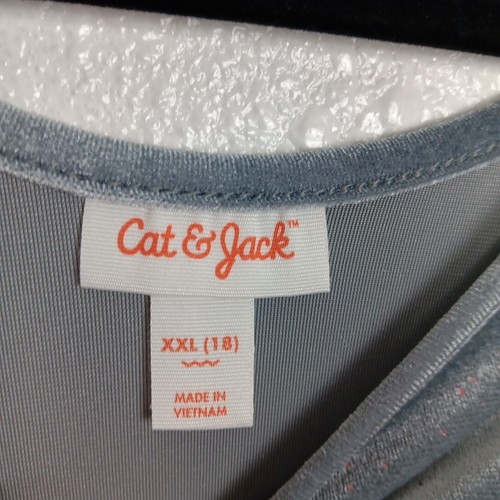 Cat & Jack™
XXL (18)
MADE IN
VIETNAM